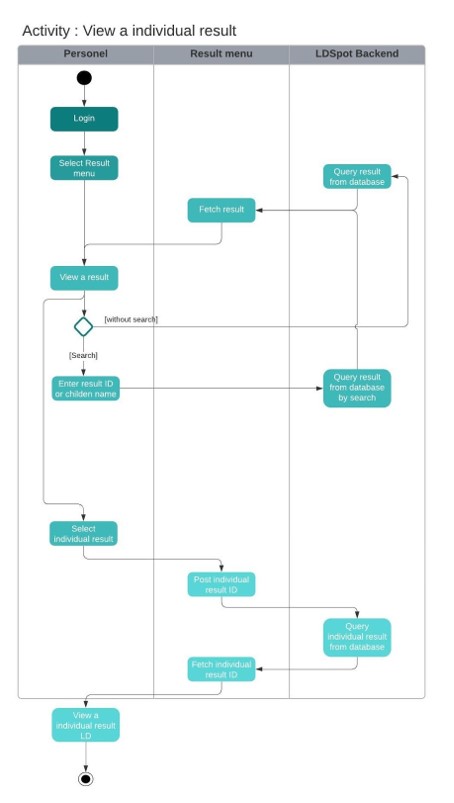 Activity : View a individual result
Personel
Result menu
LDSpot Backend
Login
Select Result
menu
Query result
from database
Fetch result
View a result
[without search]
[Search]
Enter result ID
or childen name
Query result
from database
by search
Select
individual result
Post individual
result ID
Query
individual result
from database
Fetch individual
result ID
View a
individual result
LD